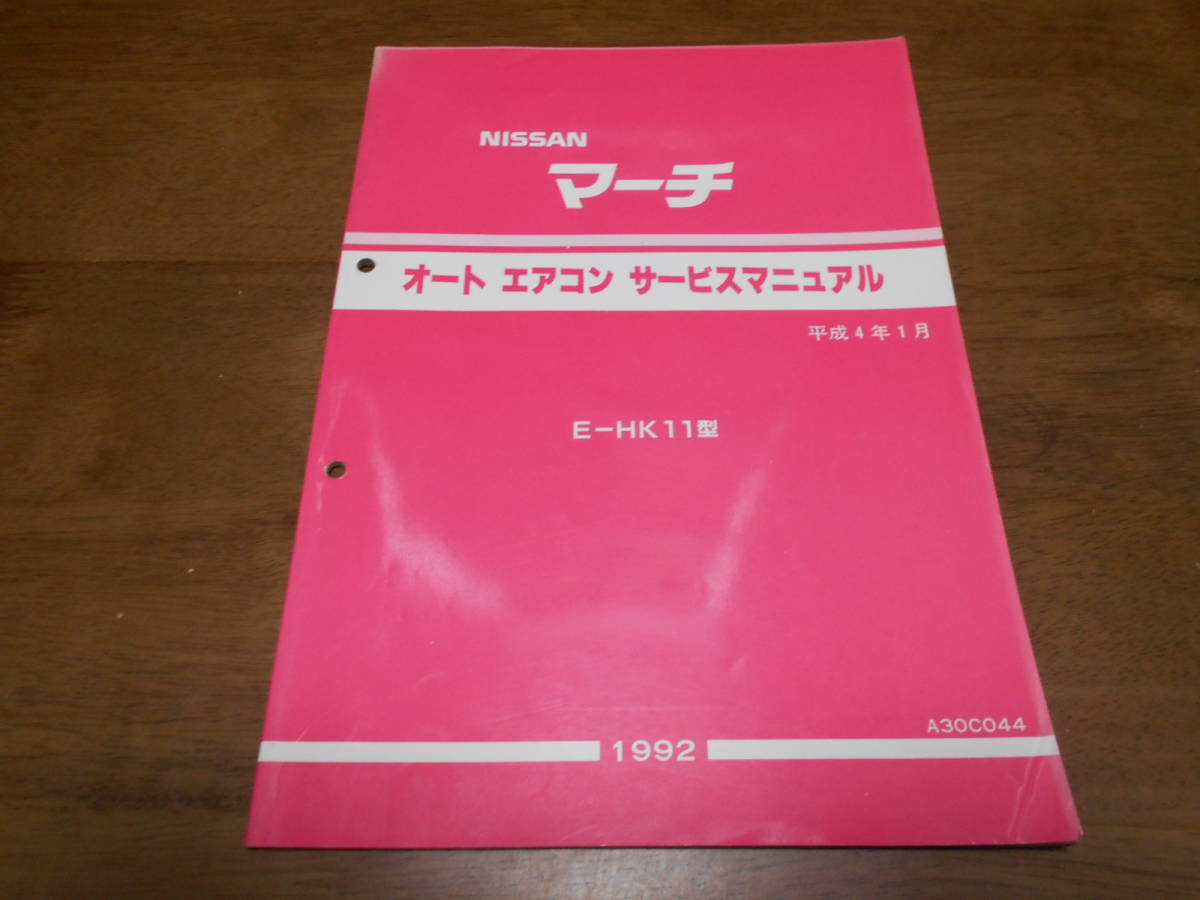 NISSAN
マーチ
オート エアコン サービスマニュアル
平成4年1月
E-HK11型
A30C044
1992